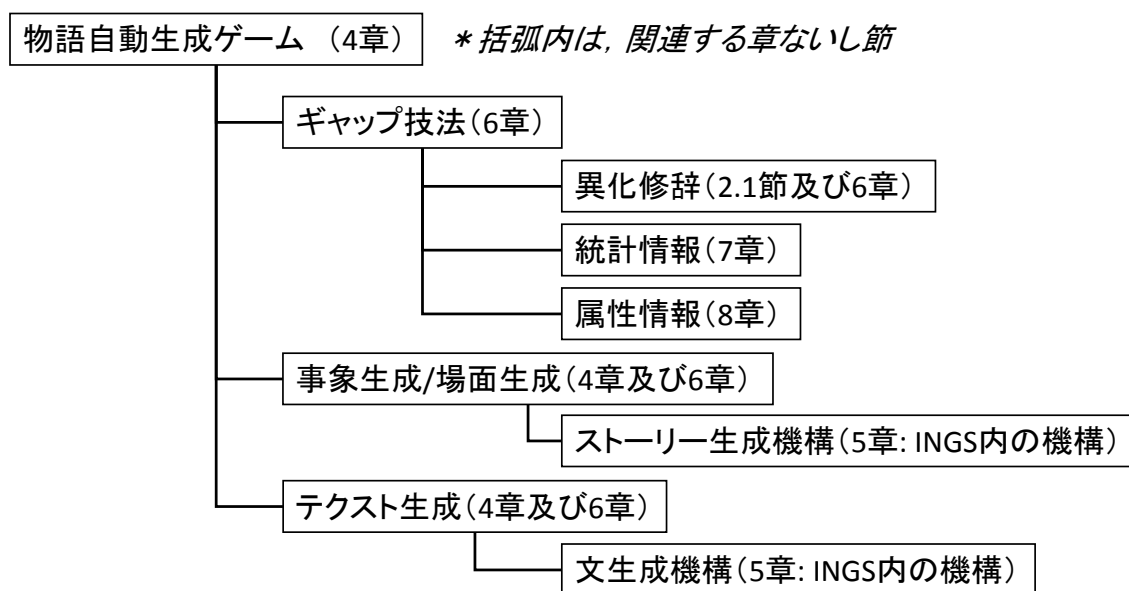 物語自動生成ゲーム （4章） ＊括弧内は, 関連する章ないし節
ギャップ技法（6章）
異化修辞（2.1節及び6章）
統計情報（7章）
属性情報（8章）
事象生成/場面生成（4章及び6章）
ストーリー生成機構（5章: INGS内の機構）
テクスト生成（4章及び6章）
文生成機構（5章: INGS内の機構）